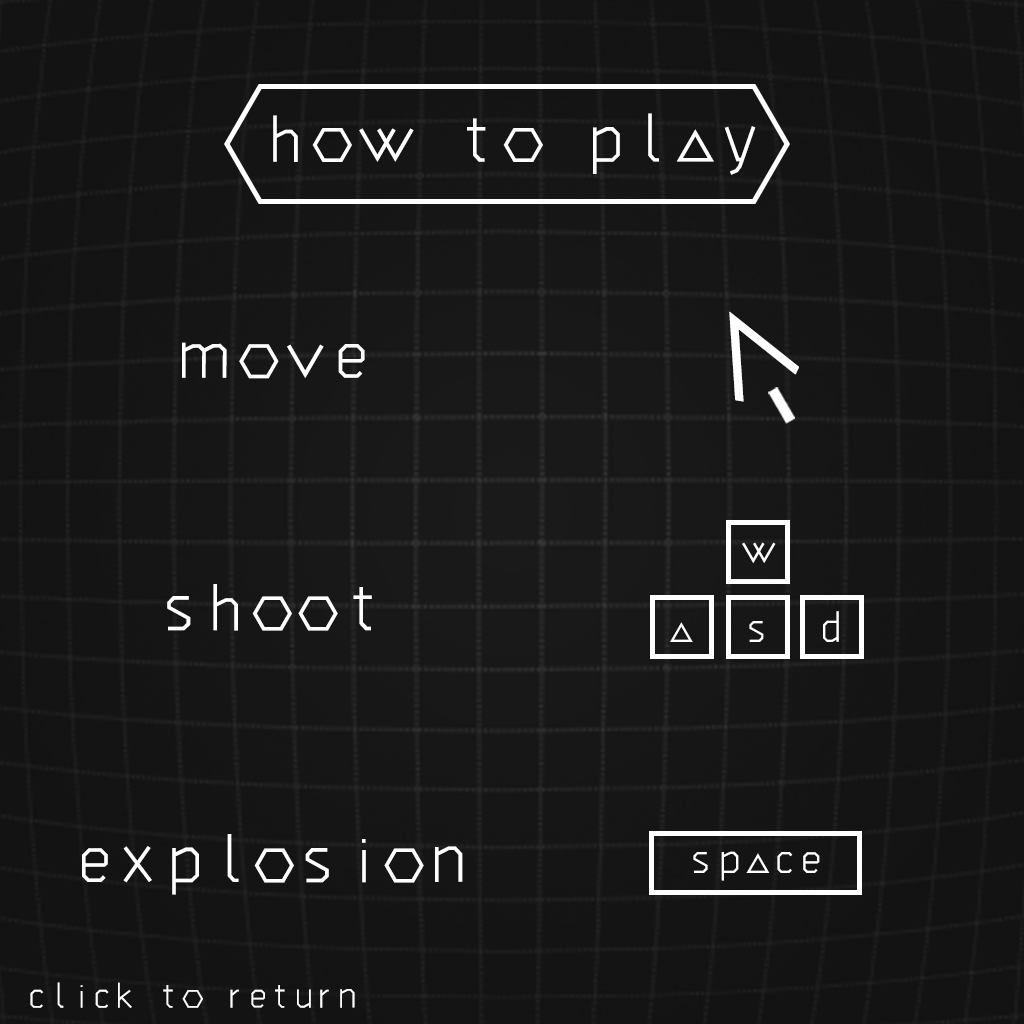 how to play
move
shoot
w
a s d
explosion
space
click to return